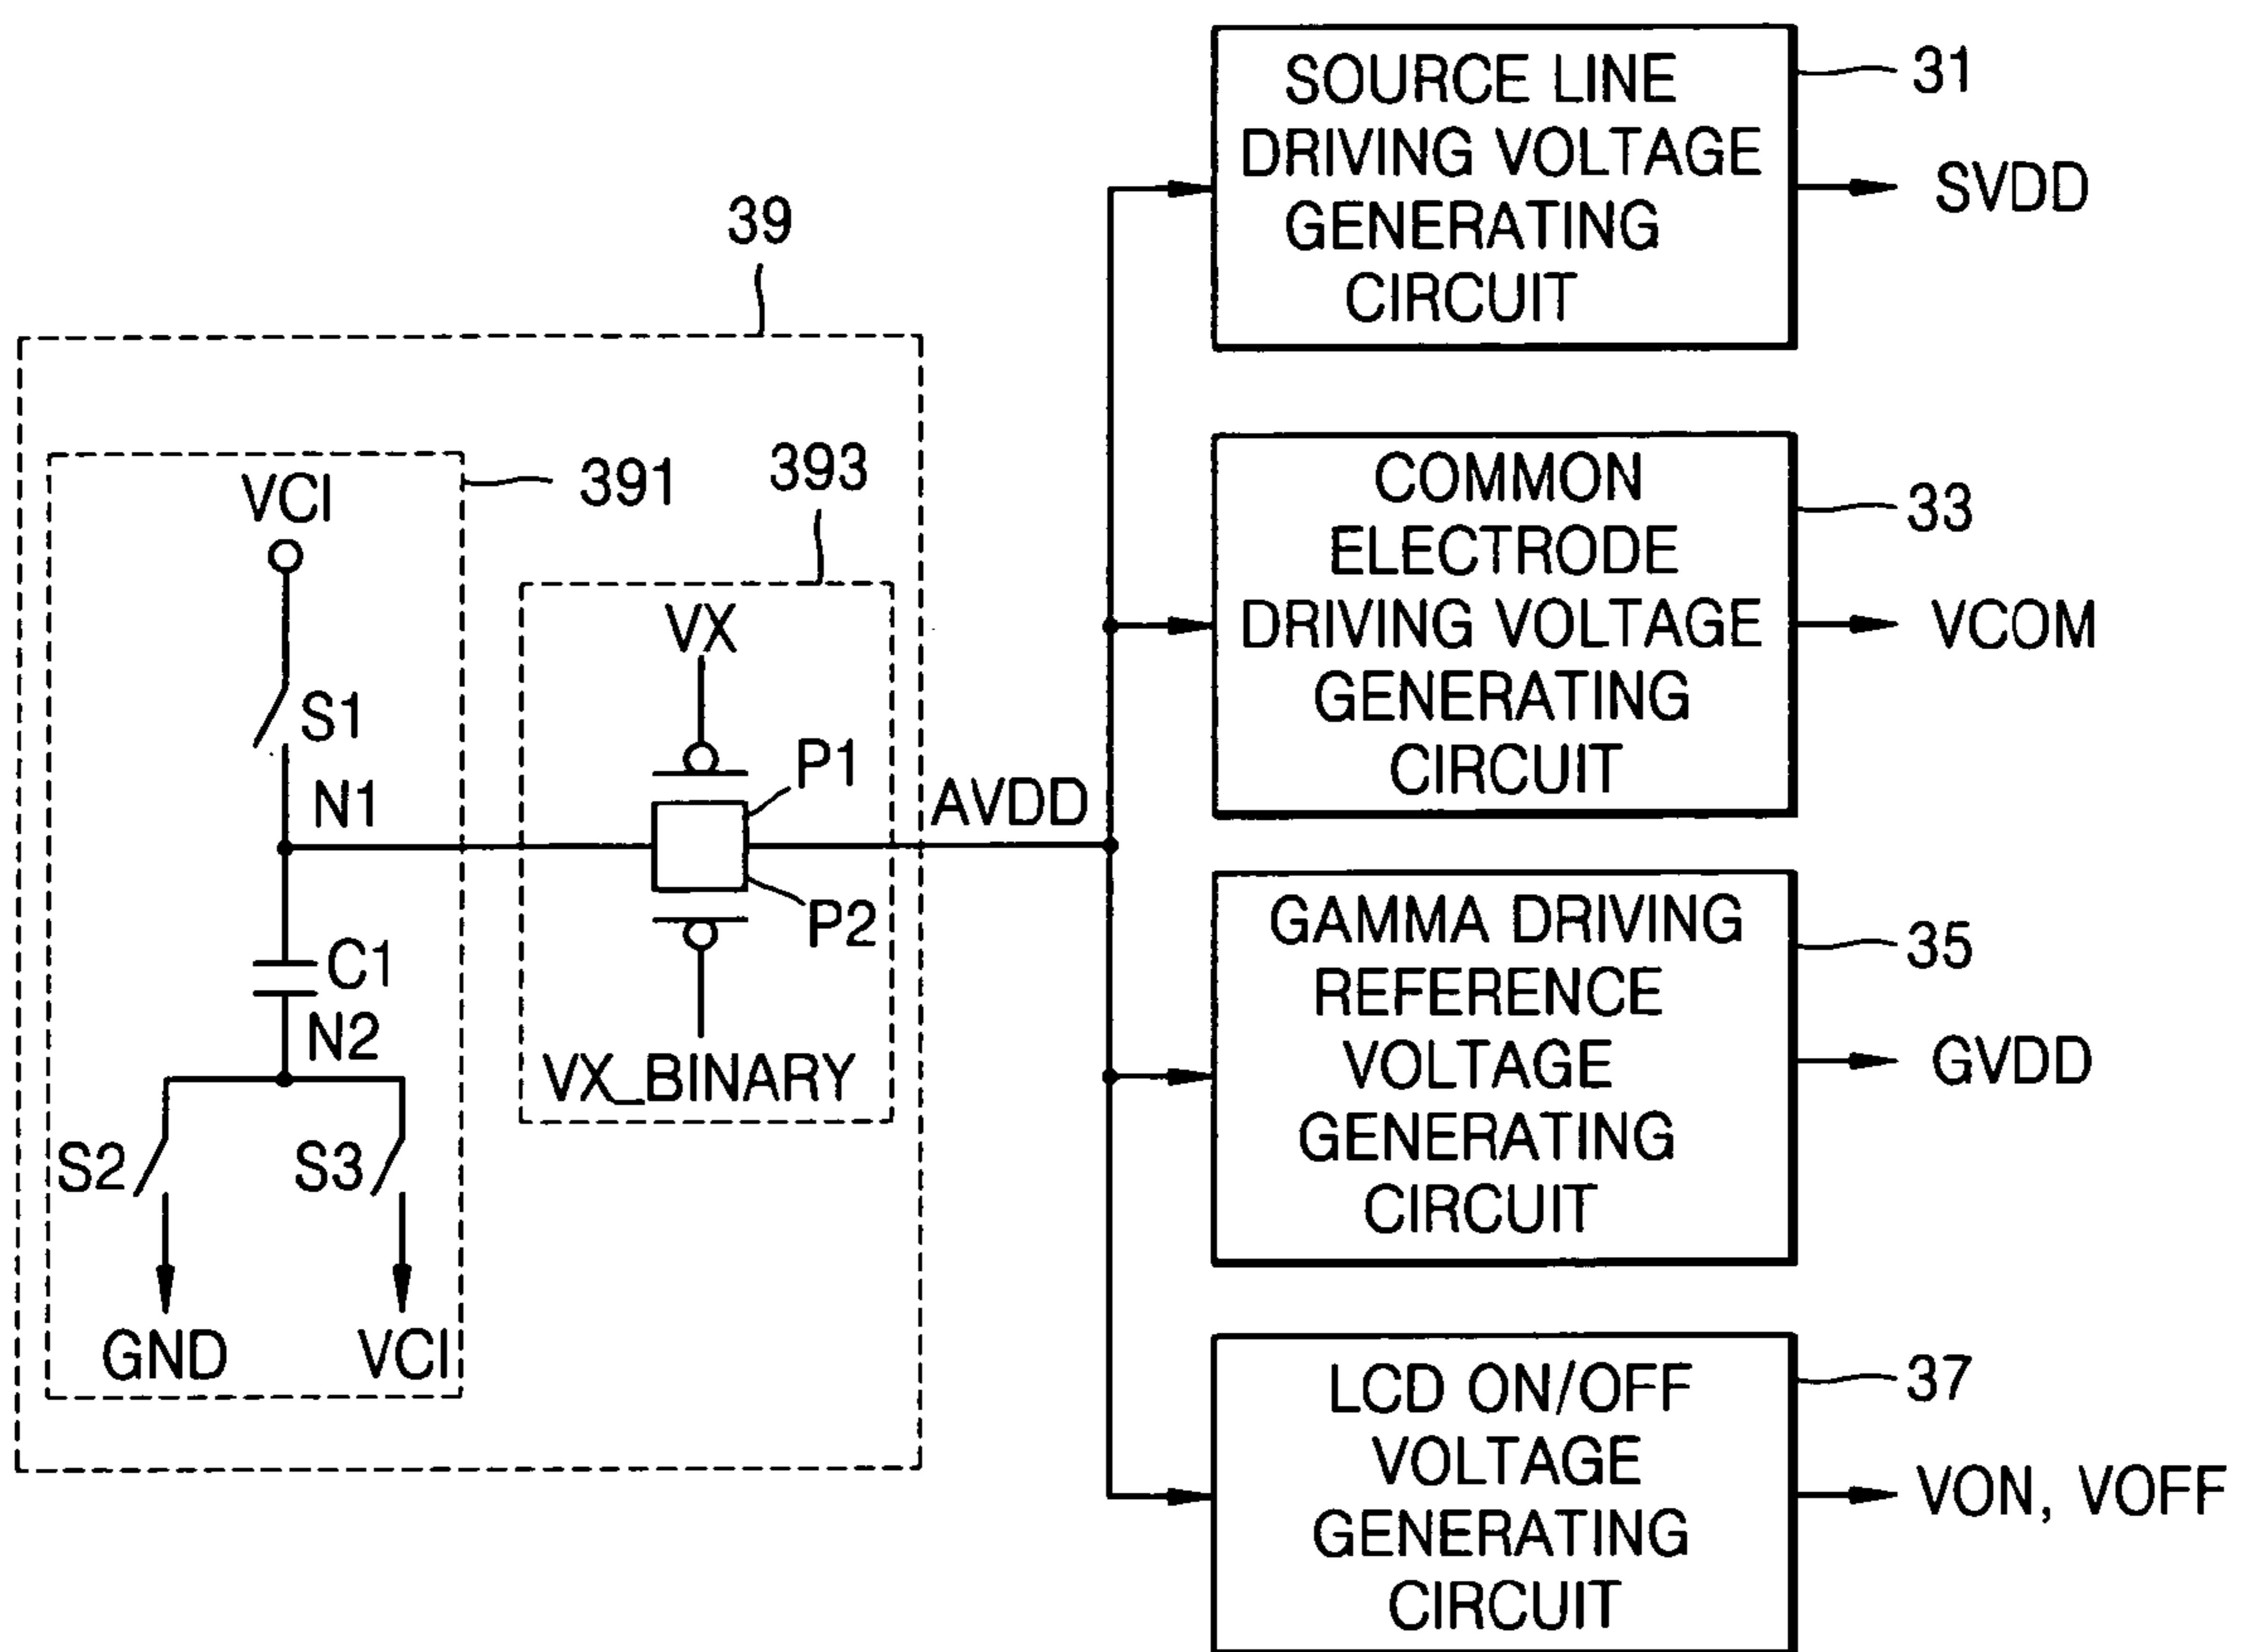 39
391
VCI
S1
N1
C1
N2
S2
S3
GND
VCI
393
VX
P1
P2
VX_BINARY
AVDD
SOURCE LINE
DRIVING VOLTAGE
GENERATING
CIRCUIT
31
SVDD
COMMON
ELECTRODE
DRIVING VOLTAGE
GENERATING
CIRCUIT
33
VCOM
GAMMA DRIVING
REFERENCE
VOLTAGE
GENERATING
CIRCUIT
35
GVDD
LCD ON/OFF
VOLTAGE
GENERATING
CIRCUIT
37
VON, VOFF